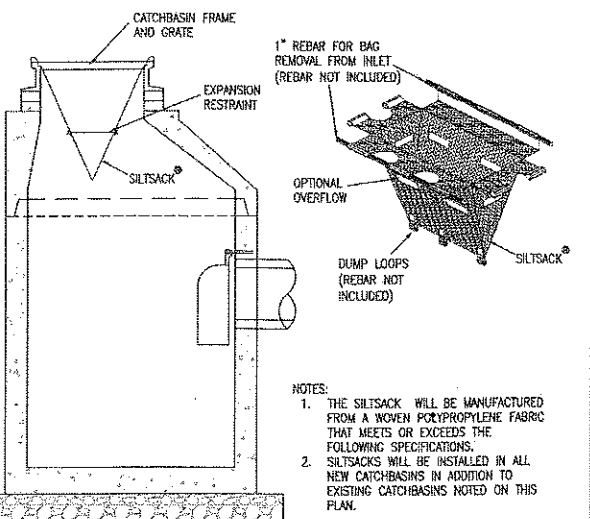 CATCHBASIN FRAME
AND GRATE
EXPANSION
RESTRAINT
SILTSACK®
1" REBAR FOR BAG
REMOVAL FROM INLET
(REBAR NOT INCLUDED)
OPTIONAL
OVERFLOW
DUMP LOOPS
(REBAR NOT
INCLUDED)
SILTSACK®
NOTES:
1. THE SILTSACK WILL BE MANUFACTURED
FROM A WOVEN POLYPROPYLENE FABRIC
THAT MEETS OR EXCEEDS THE
FOLLOWING SPECIFICATIONS.
2. SILTSACKS WILL BE INSTALLED IN ALL
NEW CATCHBASINS IN ADDITION TO
EXISTING CATCHBASINS NOTED ON THIS
PLAN.